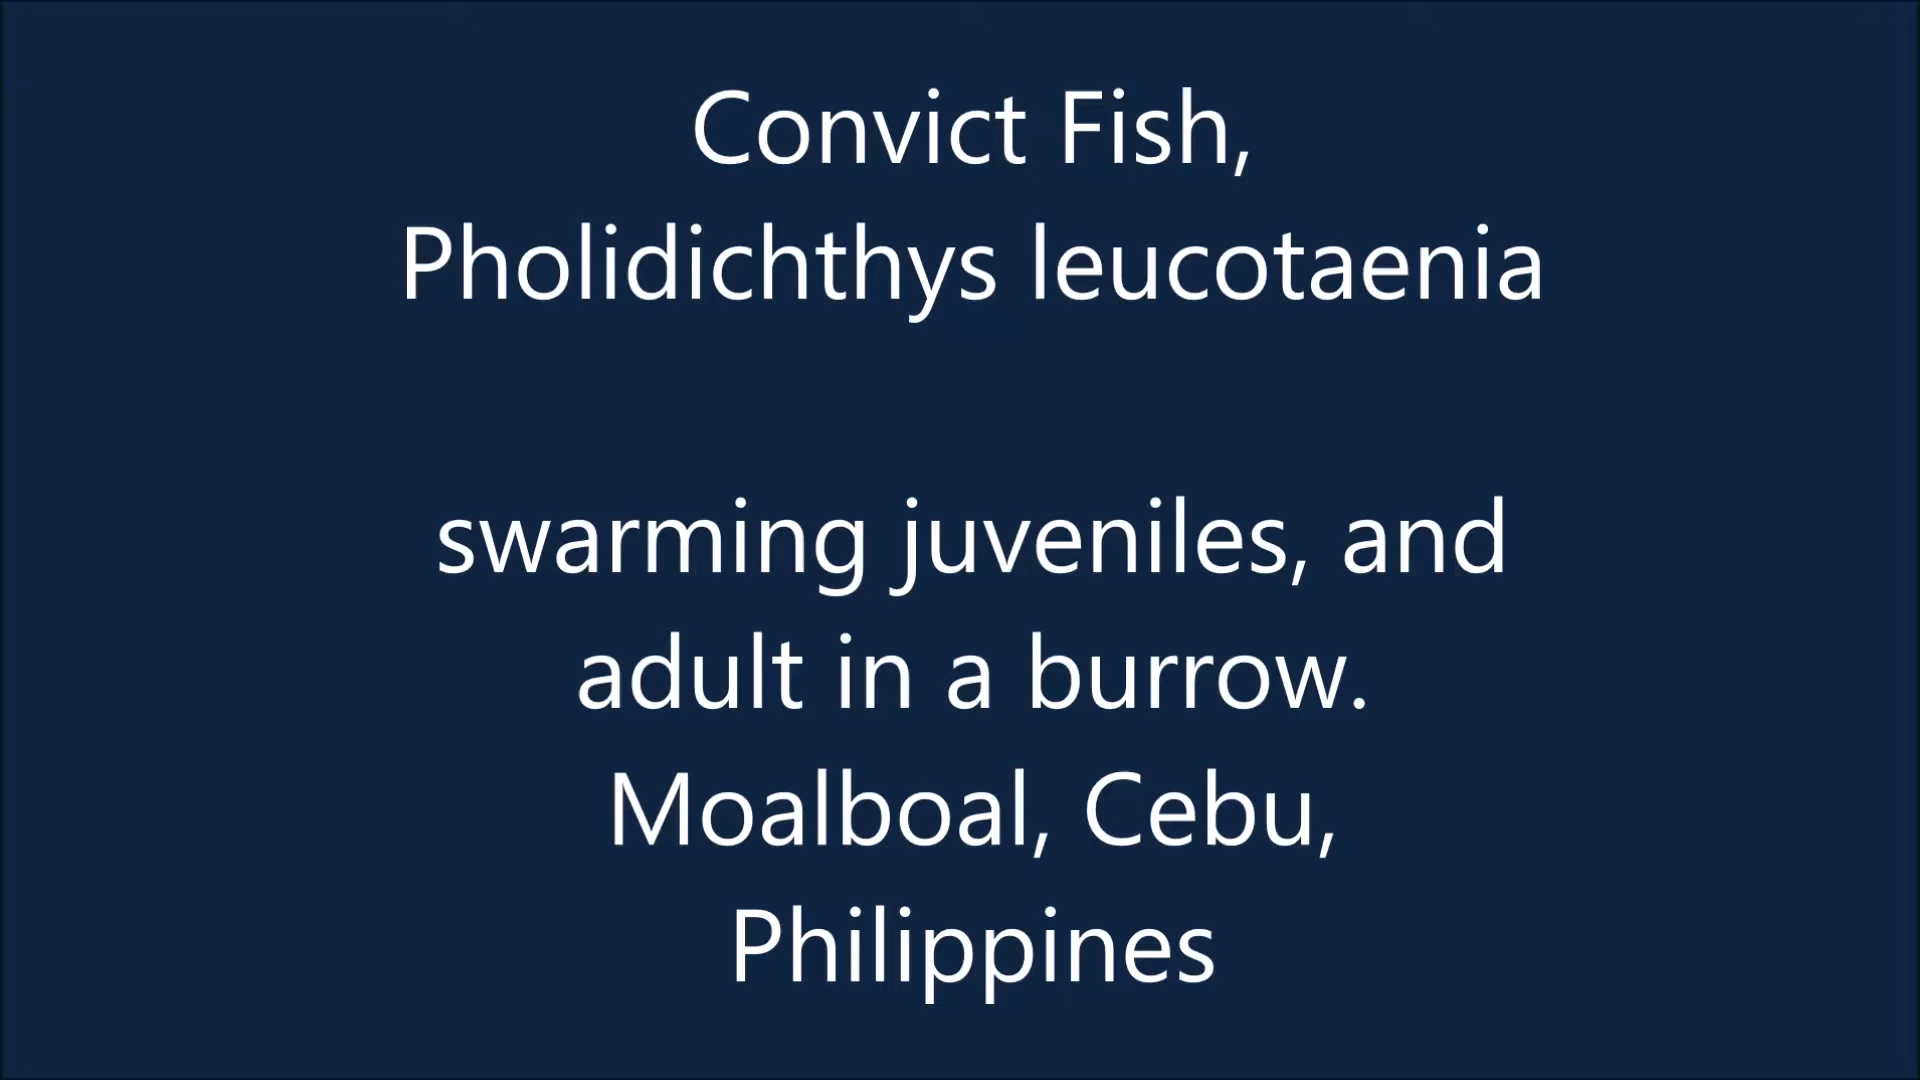 Convict Fish,
Pholidichthys leucotaenia
swarming juveniles, and
adult in a burrow.
Moalboal, Cebu,
Philippines